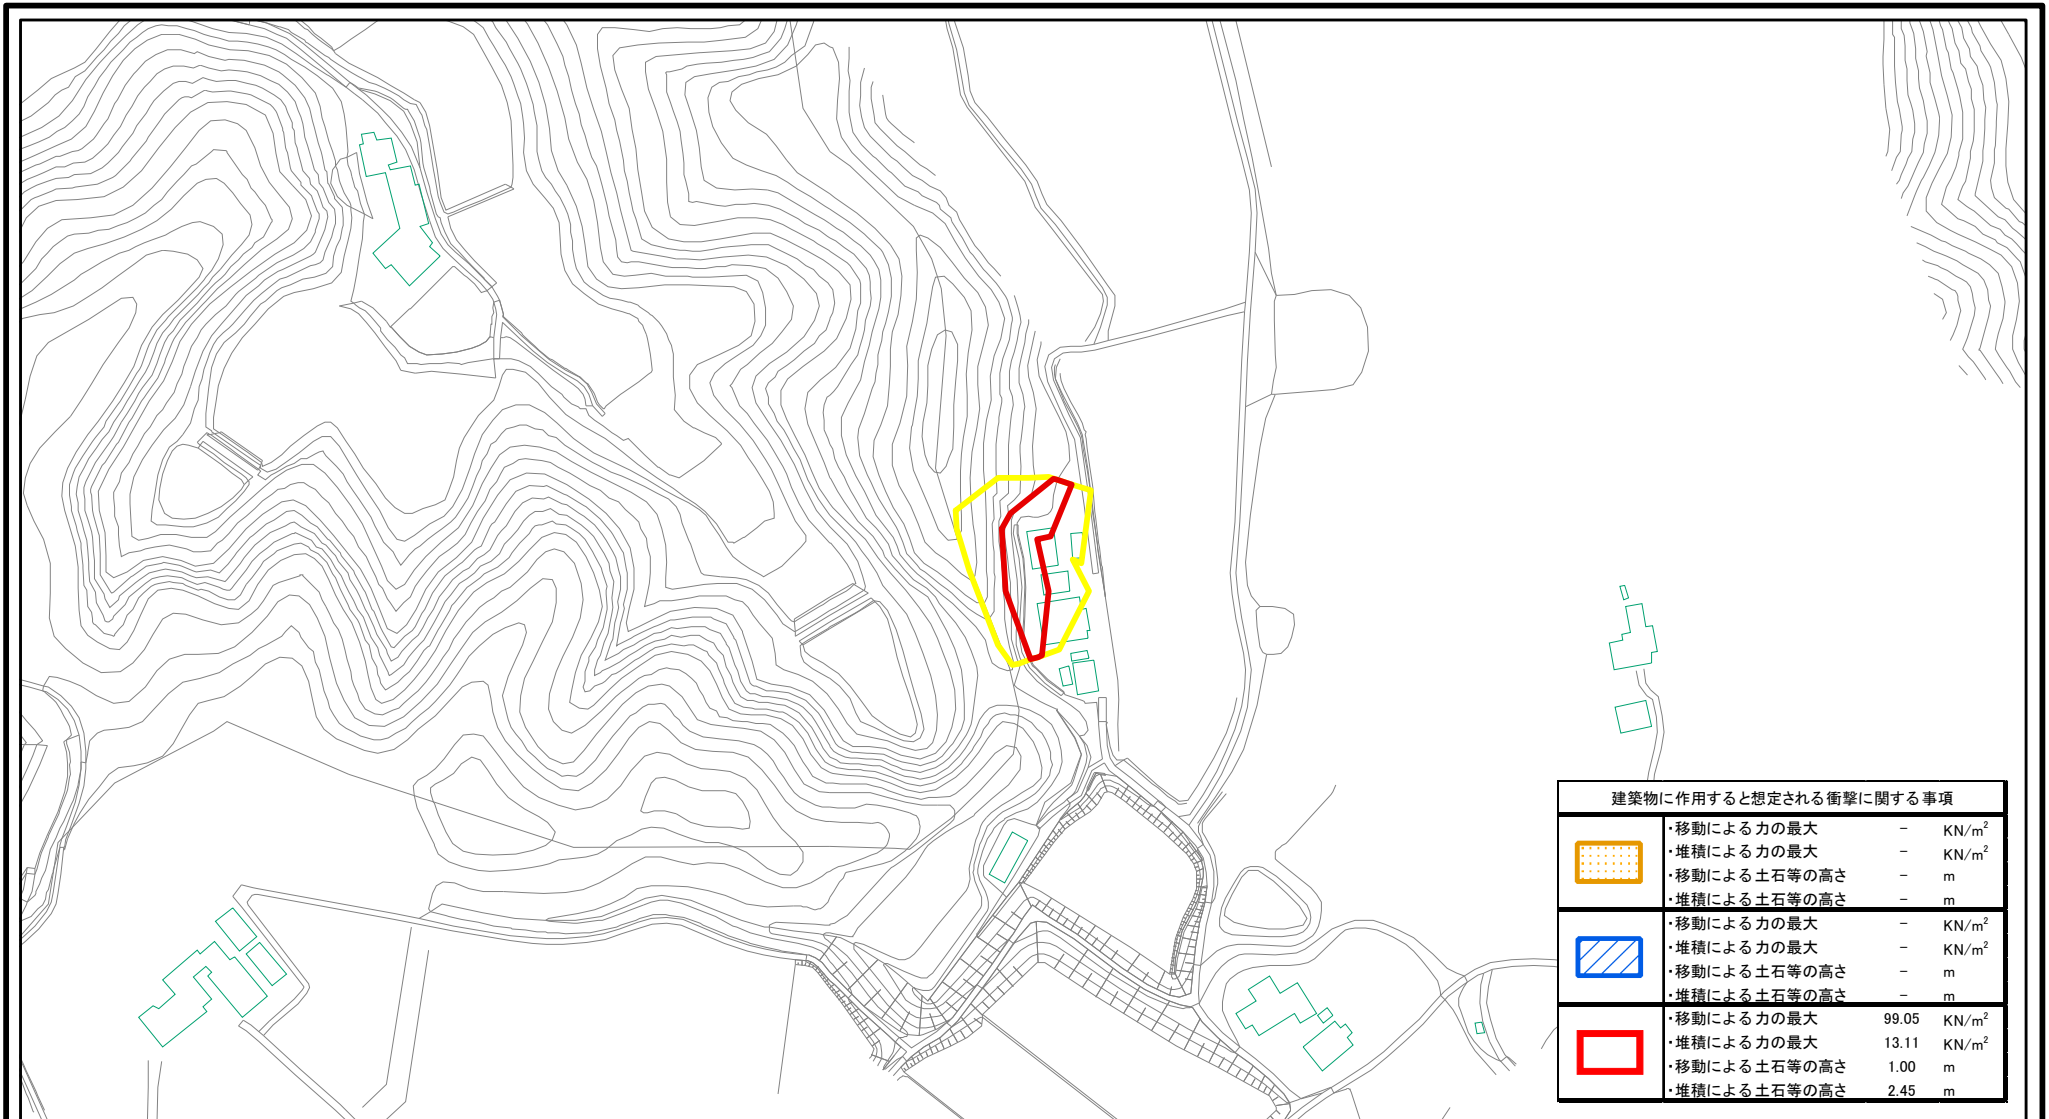 建築物に作用すると想定される衝撃に関する事項
・移動による力の最大 － KN/m²
・堆積による力の最大 － KN/m²
・移動による土石等の高さ － m
・堆積による土石等の高さ － m
・移動による力の最大 － KN/m²
・堆積による力の最大 － KN/m²
・移動による土石等の高さ － m
・堆積による土石等の高さ － m
・移動による力の最大 99.05 KN/m²
・堆積による力の最大 13.11 KN/m²
・移動による土石等の高さ 1.00 m
・堆積による土石等の高さ 2.45 m